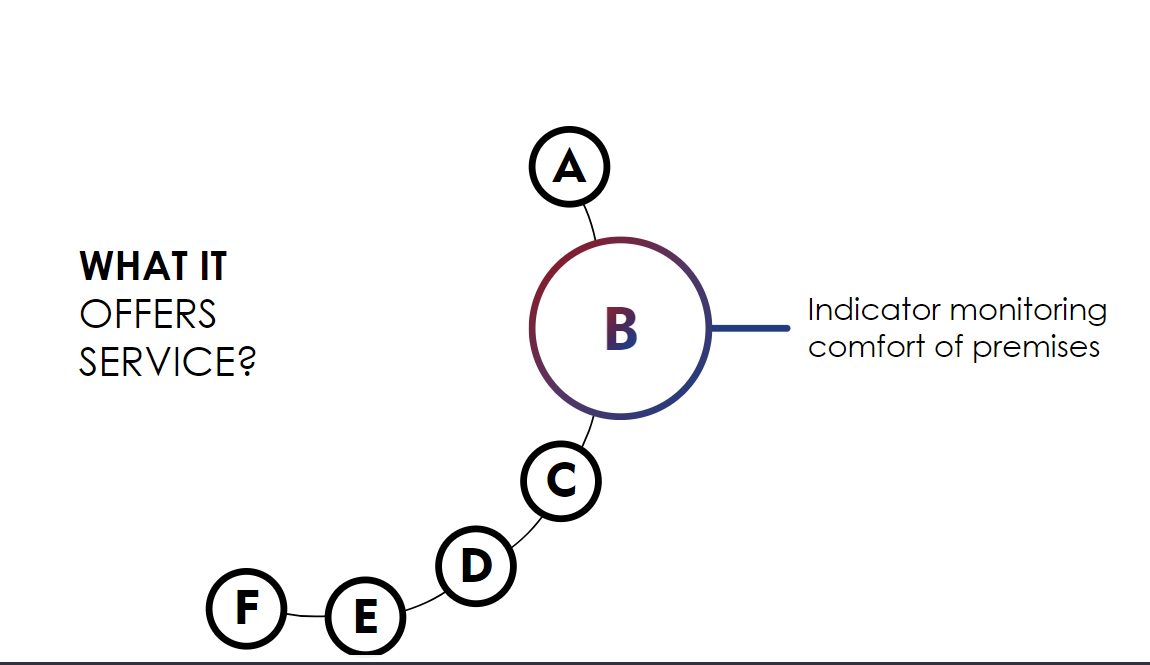 WHAT IT
OFFERS
SERVICE?
A
B
Indicator monitoring
comfort of premises
C
D
E
F